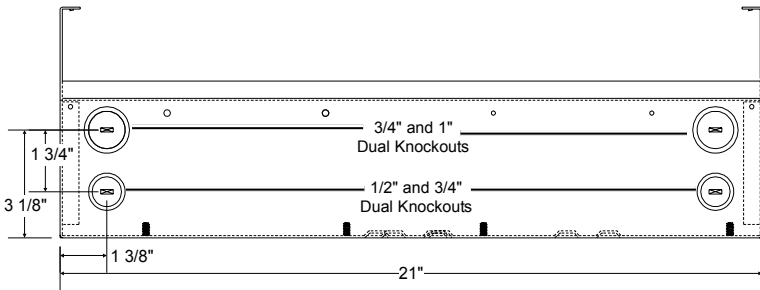 3/4" and 1"
Dual Knockouts
1 3/4"
1/2" and 3/4"
Dual Knockouts
3 1/8"
1 3/8"
21"